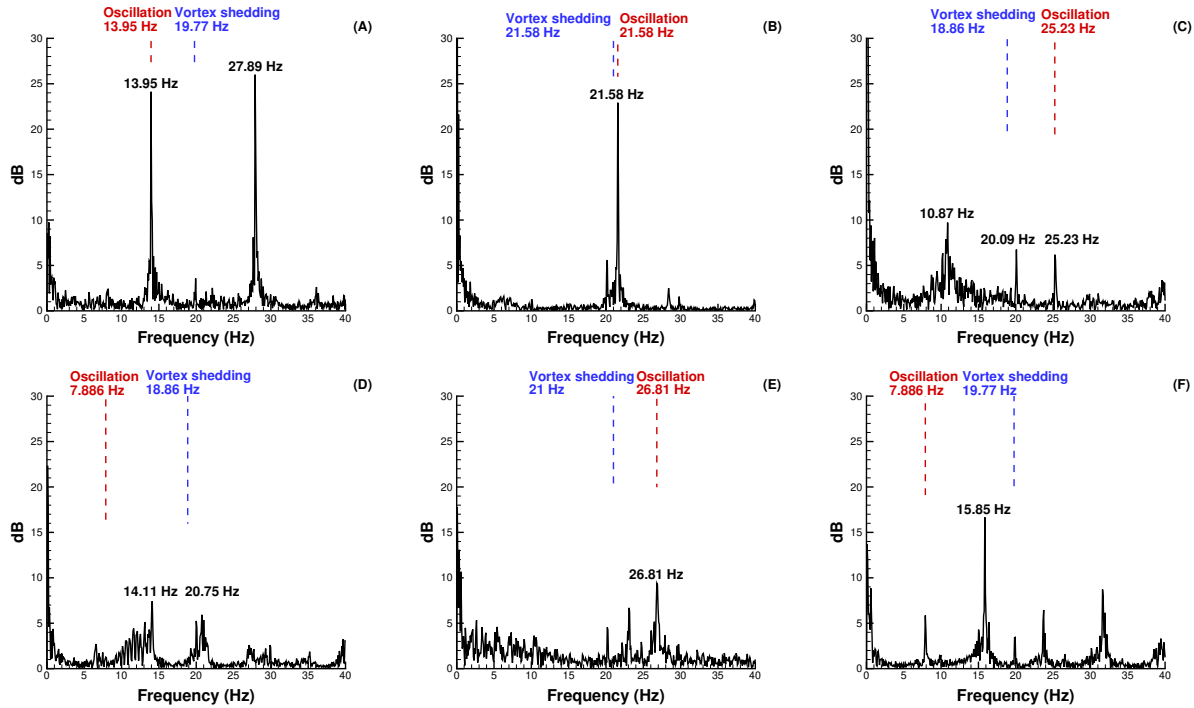 Oscillation Vortex shedding (A)
13.95 Hz 19.77 Hz
30
25
20
15
10
5
0
dB
13.95 Hz
27.89 Hz
0 5 10 15 20 25 30 35 40
Frequency (Hz)
Vortex shedding Oscillation (B)
21.58 Hz 21.58 Hz
30
25
20
15
10
5
0
dB
21.58 Hz
0 5 10 15 20 25 30 35 40
Frequency (Hz)
Vortex shedding Oscillation (C)
18.86 Hz 25.23 Hz
30
25
20
15
10
5
0
dB
10.87 Hz
20.09 Hz 25.23 Hz
0 5 10 15 20 25 30 35 40
Frequency (Hz)
Oscillation Vortex shedding (D)
7.886 Hz 18.86 Hz
30
25
20
15
10
5
0
dB
14.11 Hz 20.75 Hz
0 5 10 15 20 25 30 35 40
Frequency (Hz)
Vortex shedding Oscillation (E)
21 Hz 26.81 Hz
30
25
20
15
10
5
0
dB
26.81 Hz
0 5 10 15 20 25 30 35 40
Frequency (Hz)
Oscillation Vortex shedding (F)
7.886 Hz 19.77 Hz
30
25
20
15
10
5
0
dB
15.85 Hz
0 5 10 15 20 25 30 35 40
Frequency (Hz)